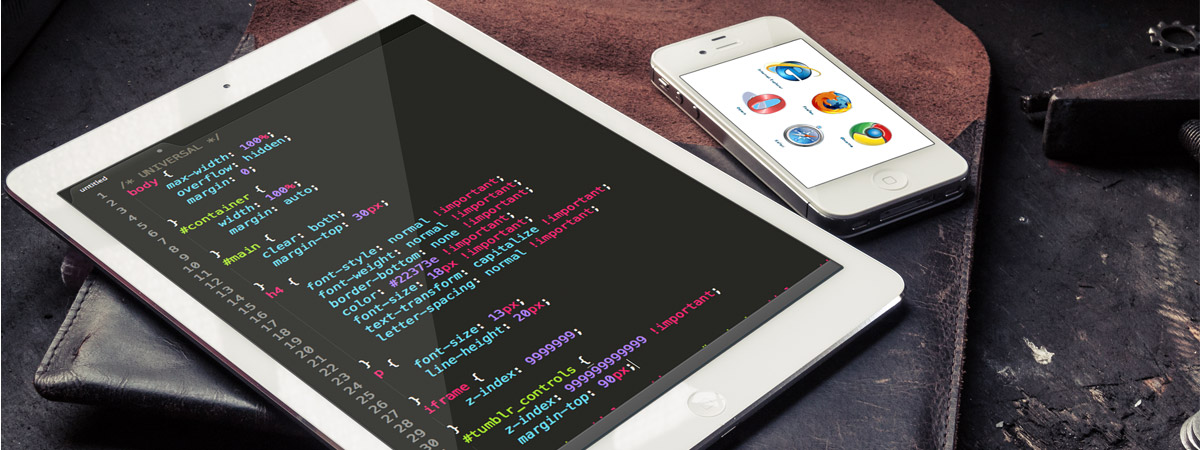 untitled
1 /* UNIVERSAL */
2 body {
3 max-width: 100%;
4 overflow: hidden;
5 margin: 0;
6 }
7 #container {
8 width: 100%;
9 margin: auto;
10 }
11 #main {
12 clear: both;
13 margin-top: 30px;
14 }
15 h4 {
16 font-style: normal !important;
font-weight: normal !important;
18 border-bottom: none !important;
19 color: #22373e !important;
20 font-size: 18px !important;
21 text-transform: capitalize !important;
22 letter-spacing: normal !important;
}
24 p {
25 font-size: 13px;
26 line-height: 20px;
27 }
28 iframe {
29 z-index: 9999999;
30 }
#tumblr_controls {
z-index: 999999999999 !important;
margin-top: 90px;
Internet Explorer